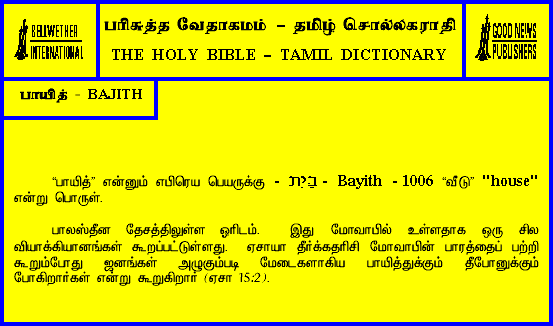 BELLWETHER
INTERNATIONAL
பரிசுத்த வேதாகமம் – தமிழ் சொல்லகராதி
THE HOLY BIBLE – TAMIL DICTIONARY
GOOD NEWS
PUBLISHERS
பாயித் - BAJITH
“பாயித்” என்னும் எபிரெய பெயருக்கு - בַּיִת - Bayith - 1006 “வீடு” "house"
என்று பொருள்.
பாலஸ்தீன தேசத்திலுள்ள ஓரிடம். இது மோவாபில் உள்ளதாக ஒரு சில
வியாக்கியானங்கள் கூறப்பட்டுள்ளது. ஏசாயா தீர்க்கதரிசி மோவாபின் பாரத்தைப் பற்றி
கூறும்போது ஜனங்கள் அழுகும்படி மேடைகளாகிய பாயித்துக்கும் தீபோனுக்கும்
போகிறார்கள் என்று கூறுகிறார் (ஏசா 15:2).